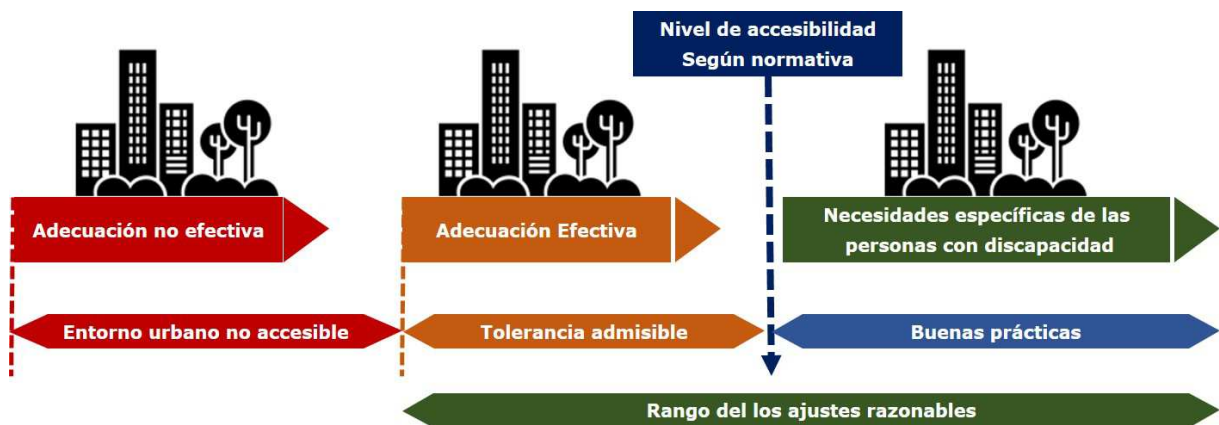 Nivel de accesibilidad
Según normativa
Adecuación no efectiva
Adecuación Efectiva
Necesidades específicas de las
personas con discapacidad
Entorno urbano no accesible
Tolerancia admisible
Buenas prácticas
Rango del los ajustes razonables